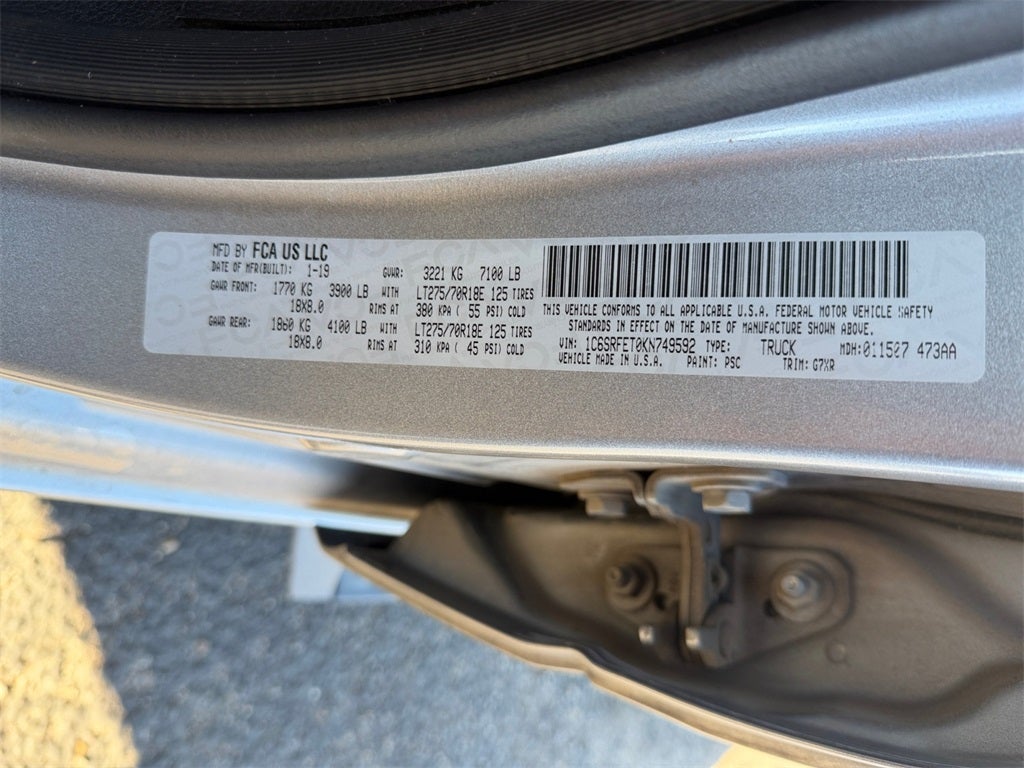 MFD BY FCA US LLC
DATE OF MFR(BUILT): 1-19 GVWR: 3221 KG 7100 LB
GAWR FRONT: 1770 KG 3900 LB WITH LT275/70R18E 125 TIRES
18X8.0 RIMS AT 380 KPA ( 55 PSI) COLD
GAWR REAR: 1860 KG 4100 LB WITH LT275/70R18E 125 TIRES
18X8.0 RIMS AT 310 KPA ( 45 PSI) COLD
THIS VEHICLE CONFORMS TO ALL APPLICABLE U.S.A. FEDERAL MOTOR VEHICLE SAFETY
STANDARDS IN EFFECT ON THE DATE OF MANUFACTURE SHOWN ABOVE.
VIN: 1C6SRFET0KN749592 TYPE: TRUCK MDH: 011507 473AA
VEHICLE MADE IN U.S.A. PAINT: PSC TRIM: G7XR